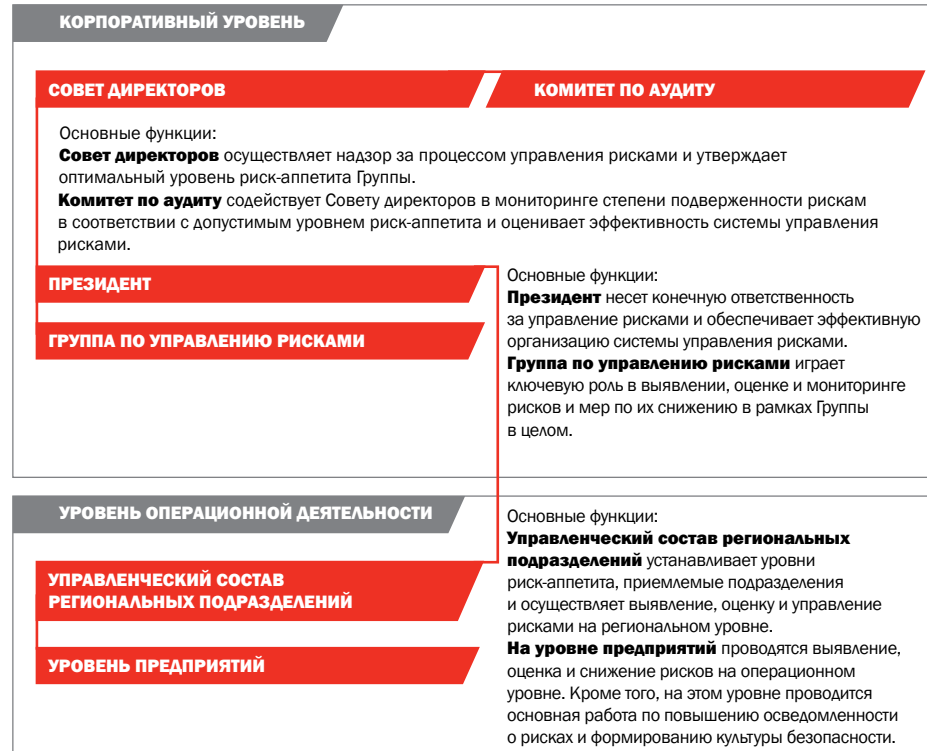 КОРПОРАТИВНЫЙ УРОВЕНЬ
СОВЕТ ДИРЕКТОРОВ
КОМИТЕТ ПО АУДИТУ
Основные функции:
Совет директоров осуществляет надзор за процессом управления рисками и утверждает
оптимальный уровень риск-аппетита Группы.
Комитет по аудиту содействует Совету директоров в мониторинге степени подверженности рискам
в соответствии с допустимым уровнем риск-аппетита и оценивает эффективность системы управления
рисками.
ПРЕЗИДЕНТ
ГРУППА ПО УПРАВЛЕНИЮ РИСКАМИ
Основные функции:
Президент несет конечную ответственность
за управление рисками и обеспечивает эффективную
организацию системы управления рисками.
Группа по управлению рисками играет
ключевую роль в выявлении, оценке и мониторинге
рисков и мер по их снижению в рамках Группы
в целом.
УРОВЕНЬ ОПЕРАЦИОННОЙ ДЕЯТЕЛЬНОСТИ
УПРАВЛЕНЧЕСКИЙ СОСТАВ
РЕГИОНАЛЬНЫХ ПОДРАЗДЕЛЕНИЙ
УРОВЕНЬ ПРЕДПРИЯТИЙ
Основные функции:
Управленческий состав региональных
подразделений устанавливает уровни
риск-аппетита, приемлемые подразделения
и осуществляет выявление, оценку и управление
рисками на региональном уровне.
На уровне предприятий проводятся выявление,
оценка и снижение рисков на операционном
уровне. Кроме того, на этом уровне проводится
основная работа по повышению осведомленности
о рисках и формированию культуры безопасности.